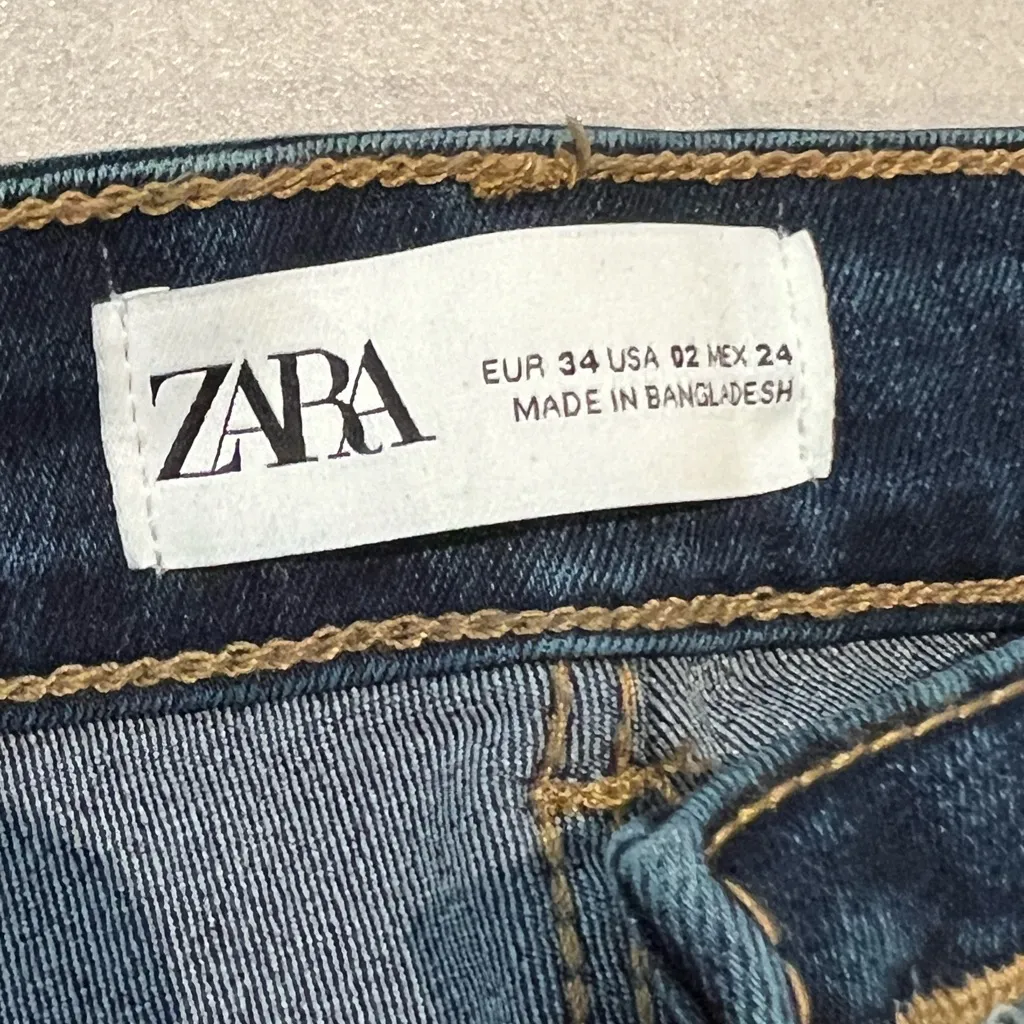 ZARA
EUR 34 USA 02 MEX 24
MADE IN BANGLADESH